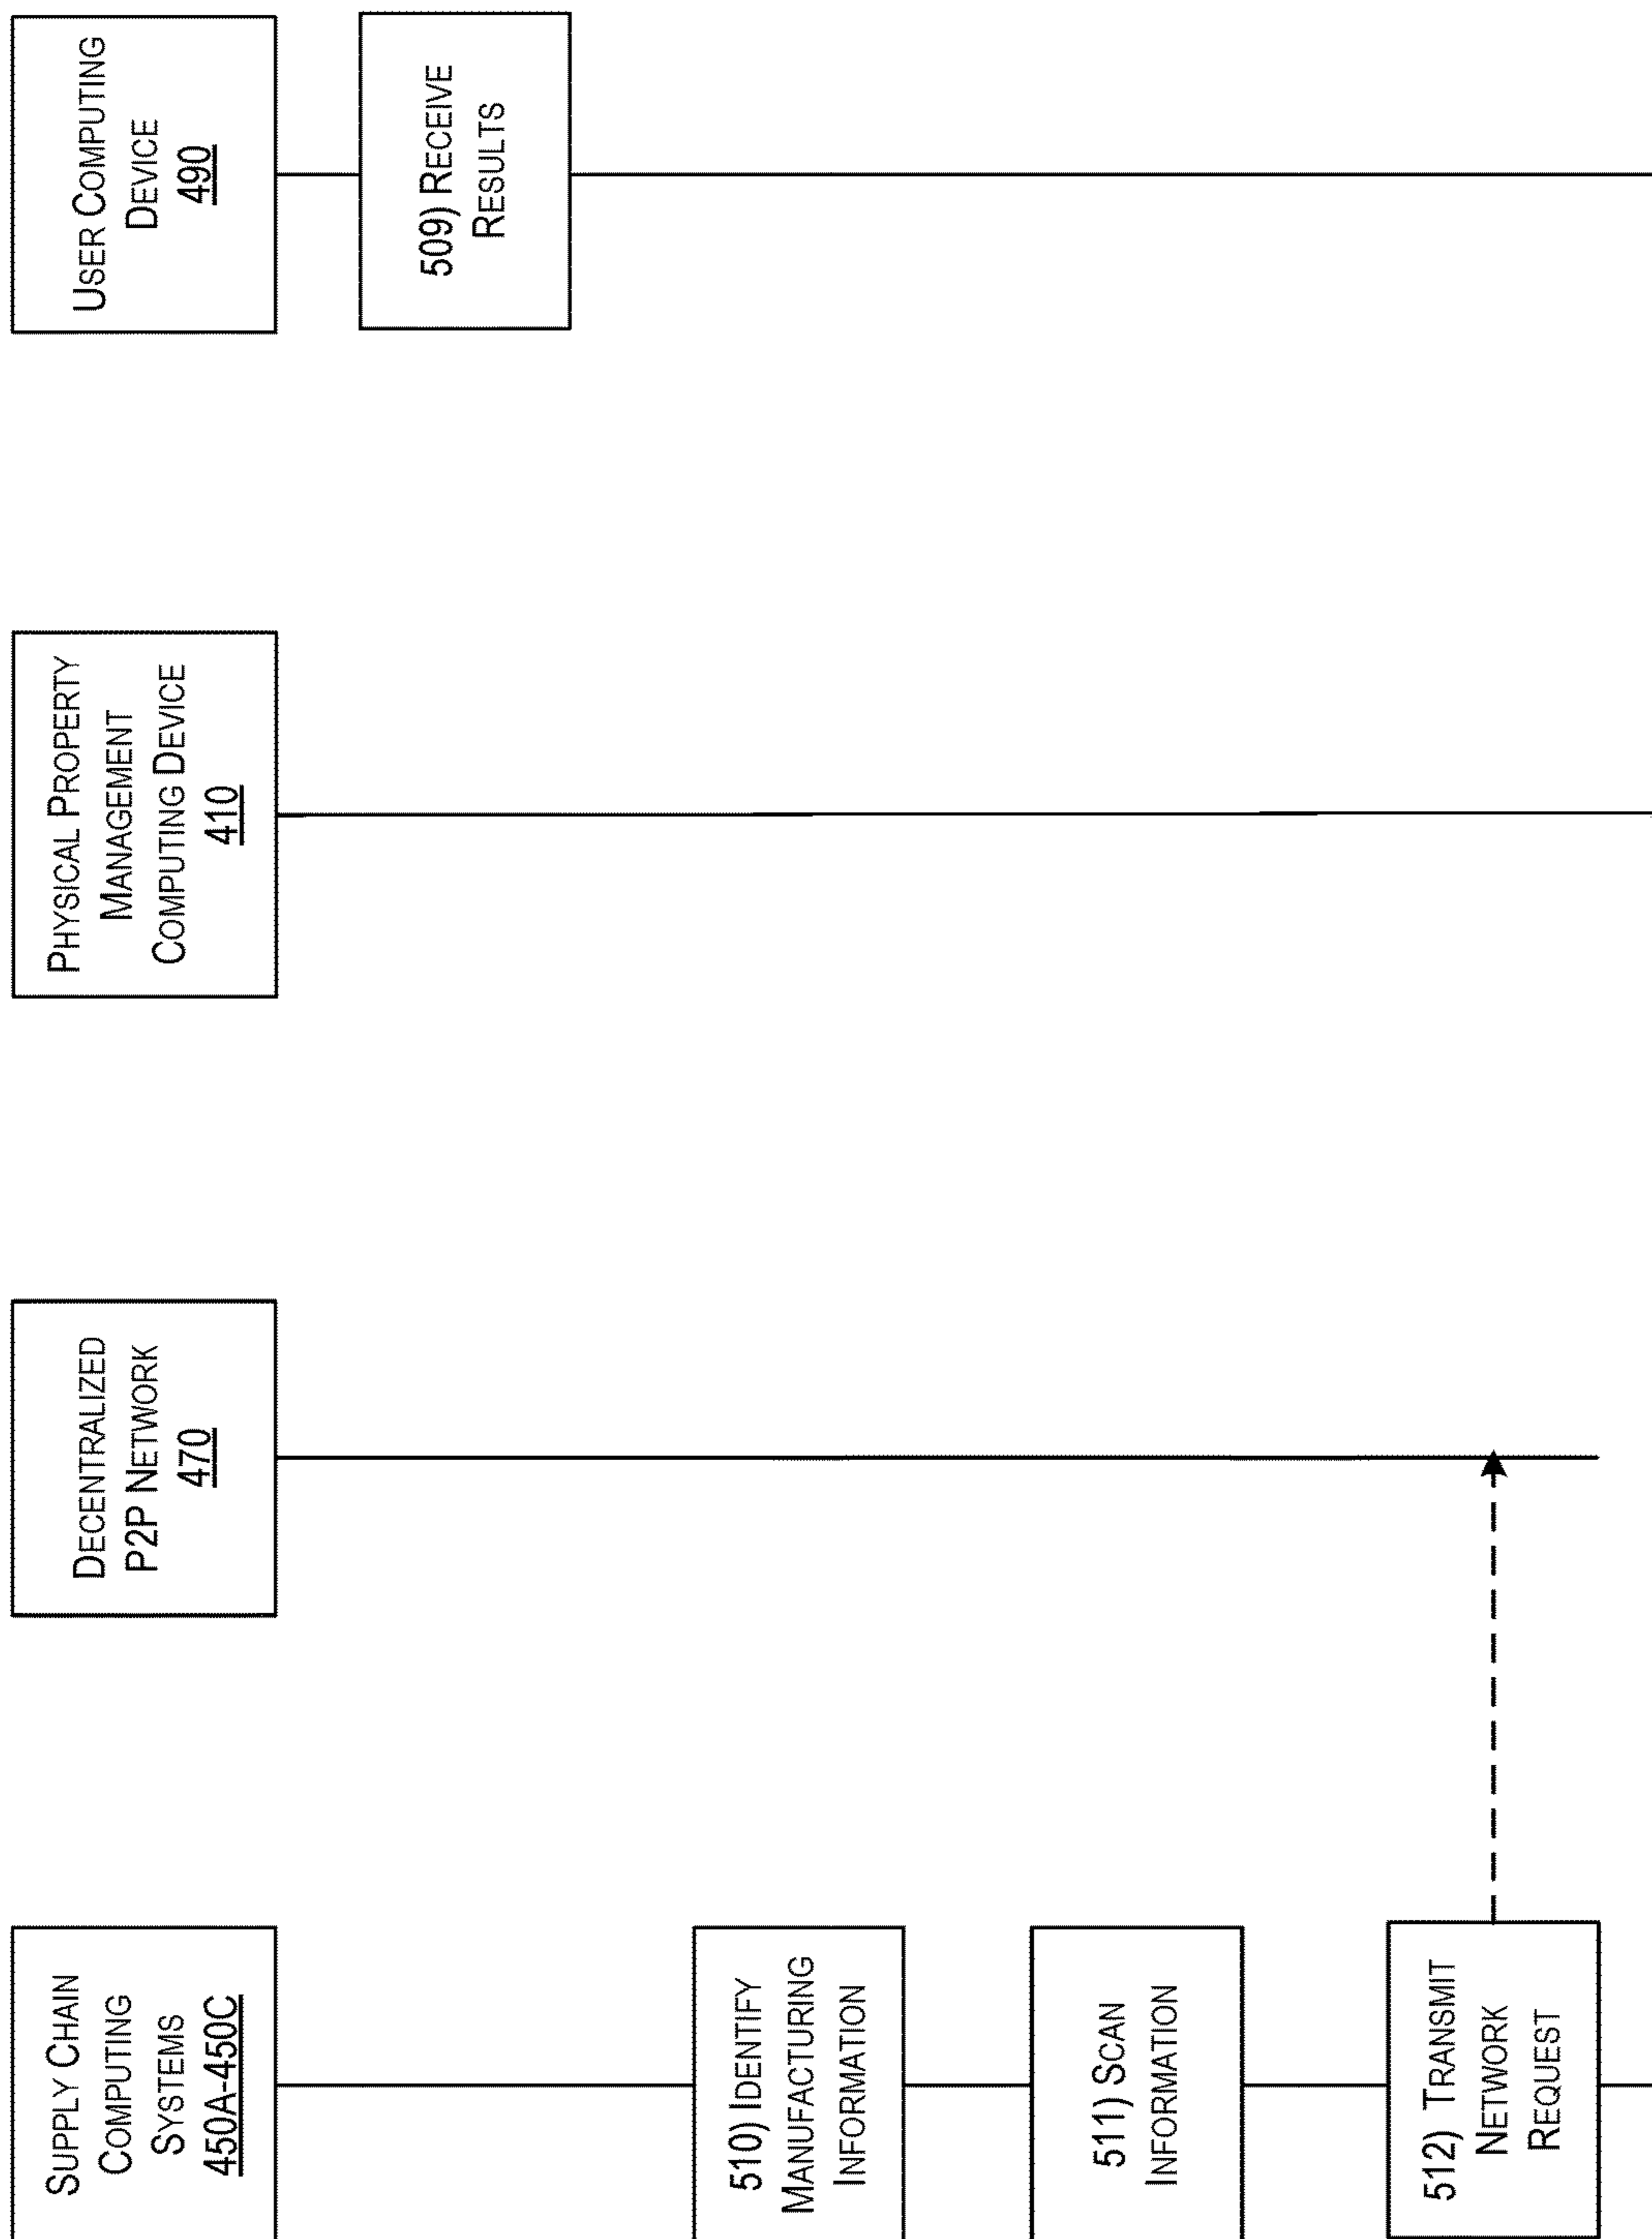 SUPPLY CHAIN
COMPUTING
SYSTEMS
450A-450C
DECENTRALIZED
P2P NETWORK
470
PHYSICAL PROPERTY
MANAGEMENT
COMPUTING DEVICE
410
USER COMPUTING
DEVICE
490
509) RECEIVE
RESULTS
510) IDENTIFY
MANUFACTURING
INFORMATION
511) SCAN
INFORMATION
512) TRANSMIT
NETWORK
REQUEST